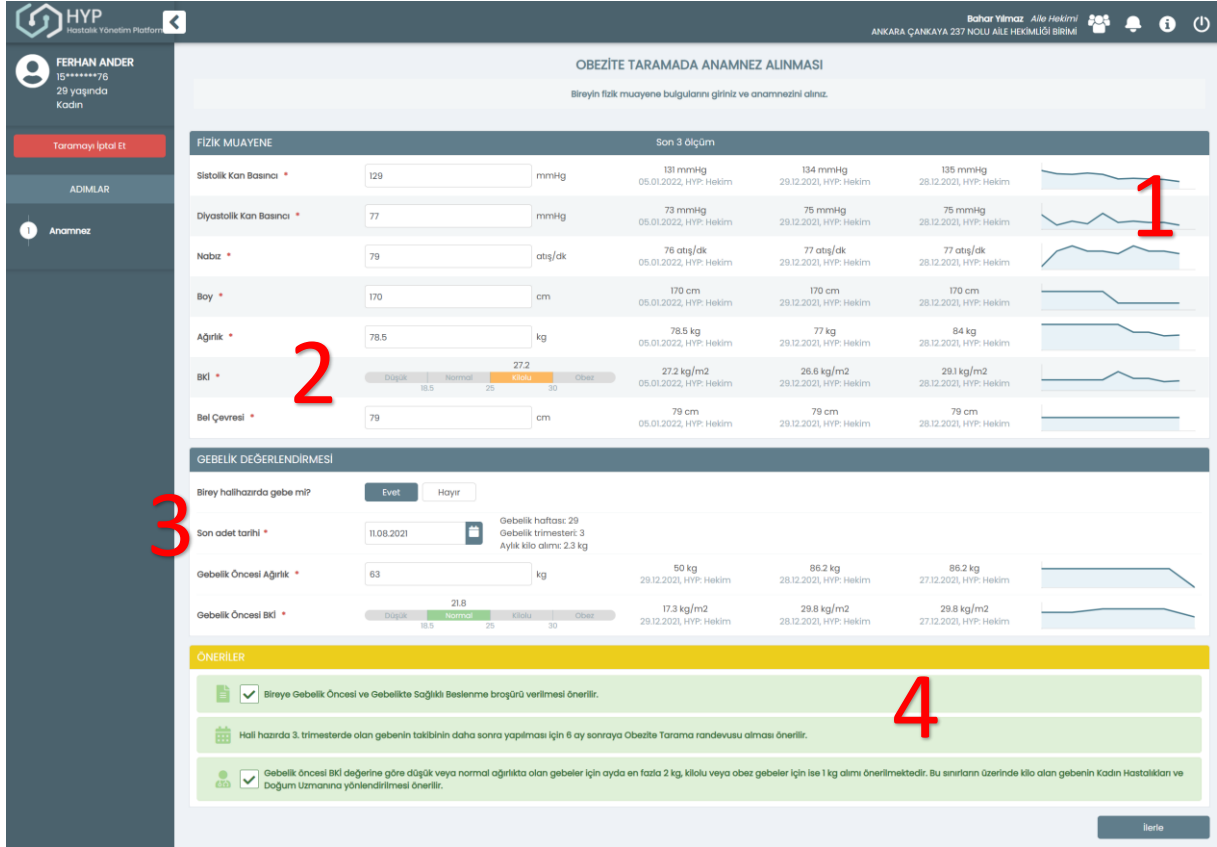 HYP
Hastalık Yönetim Platform
Bahar Yılmaz Aile Hekimi
ANKARA ÇANKAYA 237 NOLU AİLE HEKİMLİĞİ BİRİMİ
FERHAN ANDER
15*******76
29 yaşında
Kadın
Taramayı İptal Et
ADIMLAR
1 Anamnez
OBEZİTE TARAMADA ANAMNEZ ALINMASI
Bireyin fizik muayene bulgularını giriniz ve anamnezini alınız.
FİZİK MUAYENE Son 3 ölçüm
Sistolik Kan Basıncı * 129 mmHg 131 mmHg 134 mmHg 135 mmHg
05.01.2022, HYP: Hekim 29.12.2021, HYP: Hekim 28.12.2021, HYP: Hekim
1
Diyastolik Kan Basıncı * 77 mmHg 73 mmHg 75 mmHg 75 mmHg
05.01.2022, HYP: Hekim 29.12.2021, HYP: Hekim 28.12.2021, HYP: Hekim
Nabız * 79 atış/dk 76 atış/dk 77 atış/dk 77 atış/dk
05.01.2022, HYP: Hekim 29.12.2021, HYP: Hekim 28.12.2021, HYP: Hekim
Boy * 170 cm 170 cm 170 cm 170 cm
05.01.2022, HYP: Hekim 29.12.2021, HYP: Hekim 28.12.2021, HYP: Hekim
Ağırlık * 78.5 kg 78.5 kg 77 kg 84 kg
05.01.2022, HYP: Hekim 29.12.2021, HYP: Hekim 28.12.2021, HYP: Hekim
2
27.2
BKİ * Düşük Normal Kilolu Obez 27.2 kg/m2 26.6 kg/m2 29.1 kg/m2
18.5 25 30 05.01.2022, HYP: Hekim 29.12.2021, HYP: Hekim 28.12.2021, HYP: Hekim
Bel Çevresi * 79 cm 79 cm 79 cm 79 cm
05.01.2022, HYP: Hekim 29.12.2021, HYP: Hekim 28.12.2021, HYP: Hekim
GEBELİK DEĞERLENDİRMESİ
Birey halihazırda gebe mi? Evet Hayır
3
Son adet tarihi * 11.08.2021
Gebelik haftası: 29
Gebelik trimesteri: 3
Aylık kilo alımı: 2.3 kg
Gebelik Öncesi Ağırlık * 63 kg 50 kg 86.2 kg 86.2 kg
29.12.2021, HYP: Hekim 28.12.2021, HYP: Hekim 27.12.2021, HYP: Hekim
21.8
Gebelik Öncesi BKİ * Düşük Normal Kilolu Obez 17.3 kg/m2 29.8 kg/m2 29.8 kg/m2
18.5 25 30 29.12.2021, HYP: Hekim 28.12.2021, HYP: Hekim 27.12.2021, HYP: Hekim
ÖNERİLER
4
Bireye Gebelik Öncesi ve Gebelikte Sağlıklı Beslenme broşürü verilmesi önerilir.
Hali hazırda 3. trimesterde olan gebenin takibinin daha sonra yapılması için 6 ay sonraya Obezite Tarama randevusu alması önerilir.
Gebelik öncesi BKİ değerine göre düşük veya normal ağırlıkta olan gebeler için ayda en fazla 2 kg, kilolu veya obez gebeler için ise 1 kg alımı önerilmektedir. Bu sınırların üzerinde kilo alan gebenin Kadın Hastalıkları ve
Doğum Uzmanına yönlendirilmesi önerilir.
İlerle